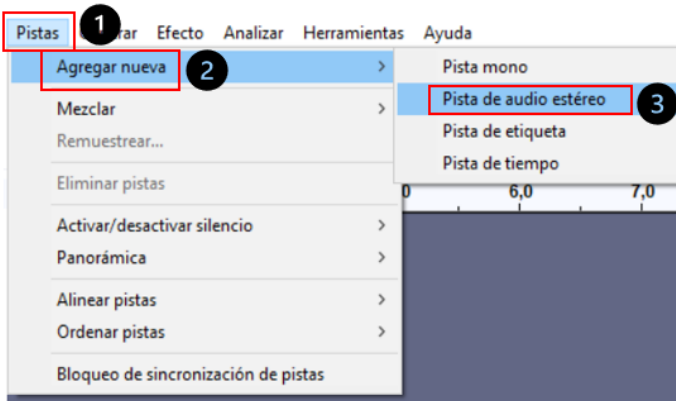 Pistas 1 rar Efecto Analizar Herramientas Ayuda
Agregar nueva 2
Mezclar
Remuestrear...
Eliminar pistas
Activar/desactivar silencio
Panorámica
Alinear pistas
Ordenar pistas
Bloqueo de sincronización de pistas
Pista mono
Pista de audio estéreo 3
Pista de etiqueta
Pista de tiempo
0 6,0 7,0